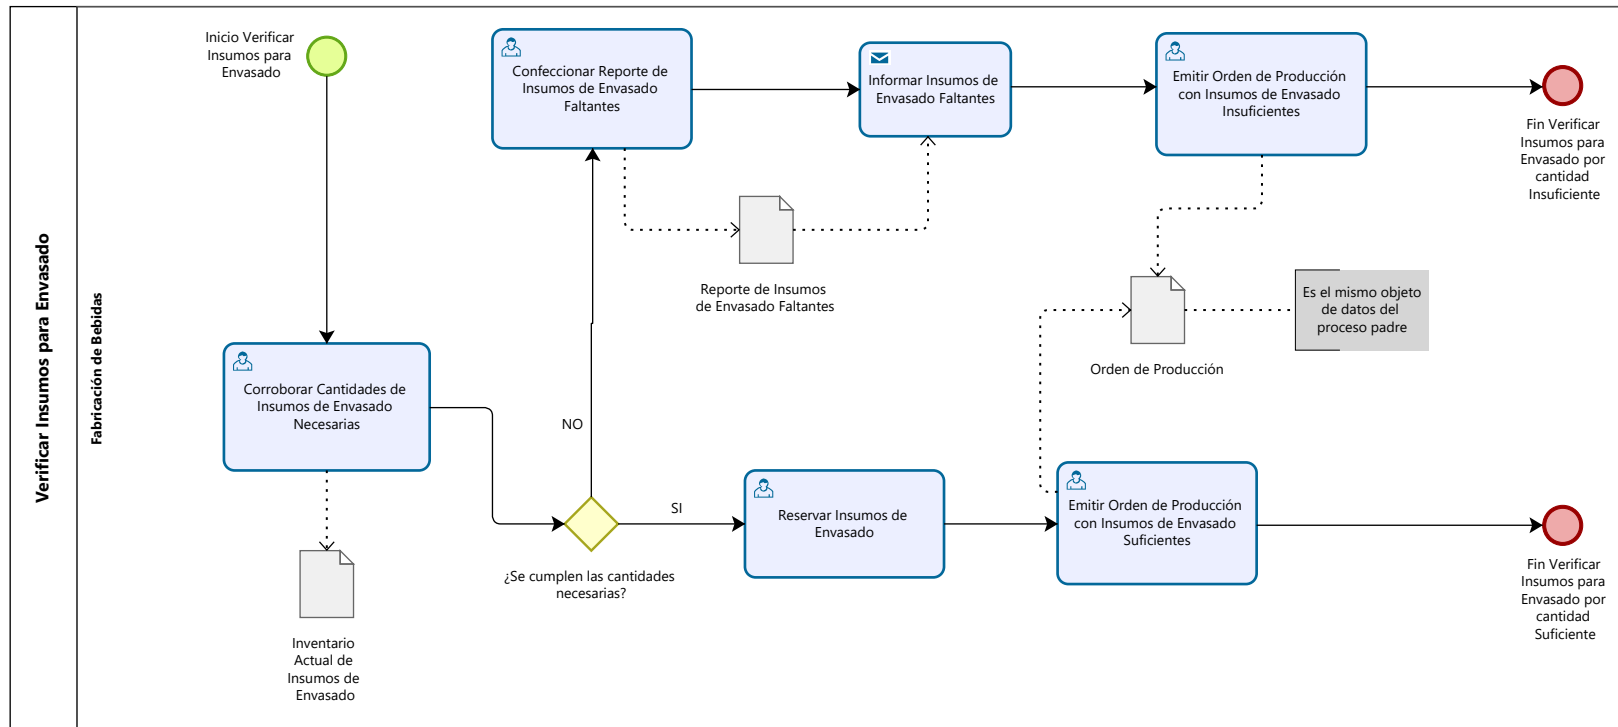 Verificar Insumos para Envasado
Fabricación de Bebidas
Inicio Verificar
Insumos para
Envasado
Confeccionar Reporte de
Insumos de Envasado
Faltantes
Informar Insumos de
Envasado Faltantes
Emitir Orden de Producción
con Insumos de Envasado
Insuficientes
Fin Verificar
Insumos para
Envasado por
cantidad
Insuficiente
Reporte de Insumos
de Envasado Faltantes
Es el mismo objeto
de datos del
proceso padre
Orden de Producción
Corroborar Cantidades de
Insumos de Envasado
Necesarias
NO
SI
¿Se cumplen las cantidades
necesarias?
Reservar Insumos de
Envasado
Emitir Orden de Producción
con Insumos de Envasado
Suficientes
Fin Verificar
Insumos para
Envasado por
cantidad
Suficiente
Inventario
Actual de
Insumos de
Envasado